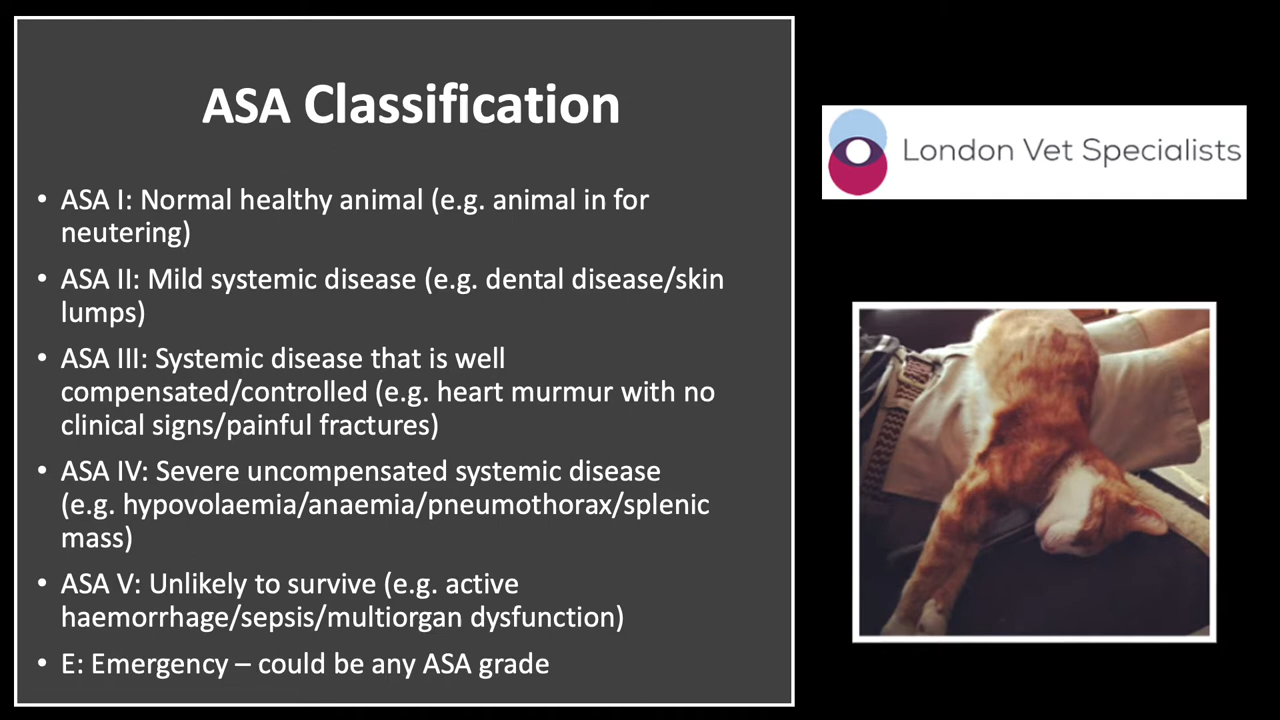 ASA Classification
• ASA I: Normal healthy animal (e.g. animal in for
neutering)
• ASA II: Mild systemic disease (e.g. dental disease/skin
lumps)
• ASA III: Systemic disease that is well
compensated/controlled (e.g. heart murmur with no
clinical signs/painful fractures)
• ASA IV: Severe uncompensated systemic disease
(e.g. hypovolaemia/anaemia/pneumothorax/splenic
mass)
• ASA V: Unlikely to survive (e.g. active
haemorrhage/sepsis/multiorgan dysfunction)
• E: Emergency – could be any ASA grade
London Vet Specialists